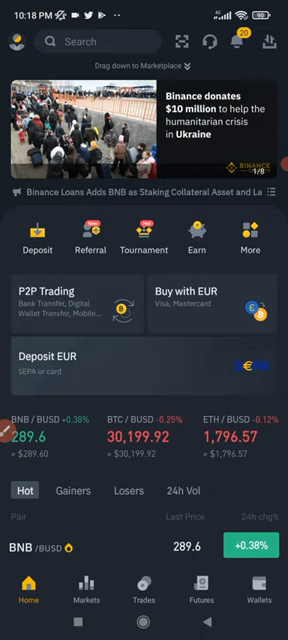 10:18 PM
4G
90
Search
20
Drag down to Marketplace
Binance donates
$10 million to help the
humanitarian crisis
in Ukraine
BINANCE
1/8
Binance Loans Adds BNB as Staking Collateral Asset and La
New
Hot
Deposit
Referral
Tournament
Earn
More
P2P Trading
Bank Transfer, Digital
Wallet Transfer, Mobile...
Buy with EUR
Visa, Mastercard
Deposit EUR
SEPA or card
BNB / BUSD +0.38%
BTC / BUSD -0.25%
ETH / BUSD -0.12%
289.6
30,199.92
1,796.57
≈ $289.60
≈ $30,199.92
≈ $1,796.57
Hot
Gainers
Losers
24h Vol
Pair
Last Price
24h chg%
BNB /BUSD
289.6
+0.38%
Home
Markets
Trades
Futures
Wallets